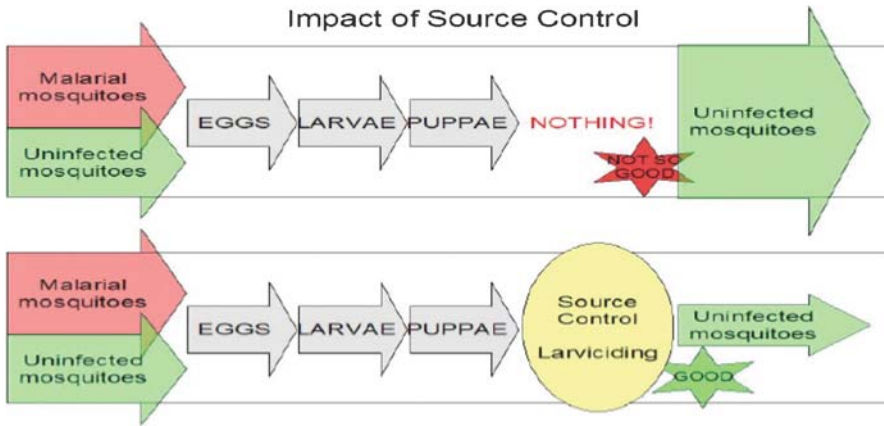 Impact of Source Control
Malarial
mosquitoes
Uninfected
mosquitoes
EGGS
LARVAE
PUPPAE
NOTHING!
NOT SO
GOOD
Uninfected
mosquitoes
Malarial
mosquitoes
Uninfected
mosquitoes
EGGS
LARVAE
PUPPAE
Source
Control
Larviciding
Uninfected
mosquitoes
GOOD